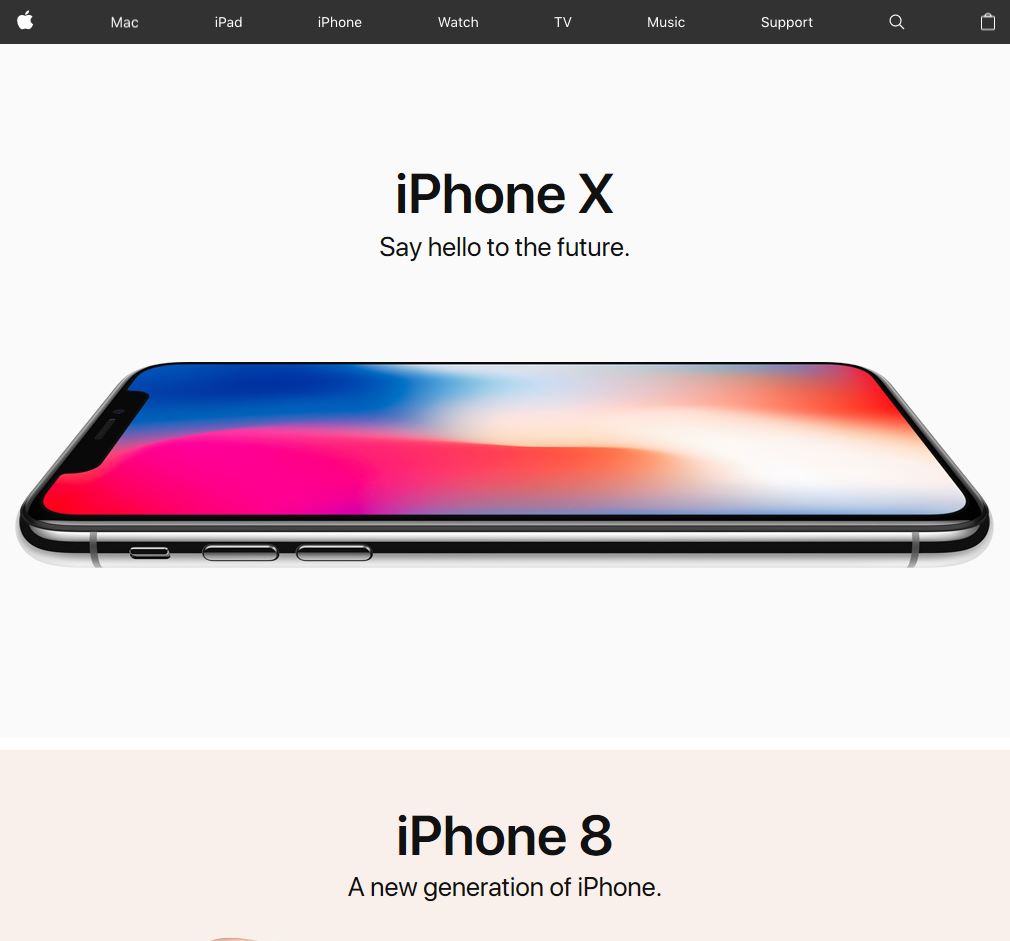 Mac iPad iPhone Watch TV Music Support
iPhone X
Say hello to the future.
iPhone 8
A new generation of iPhone.